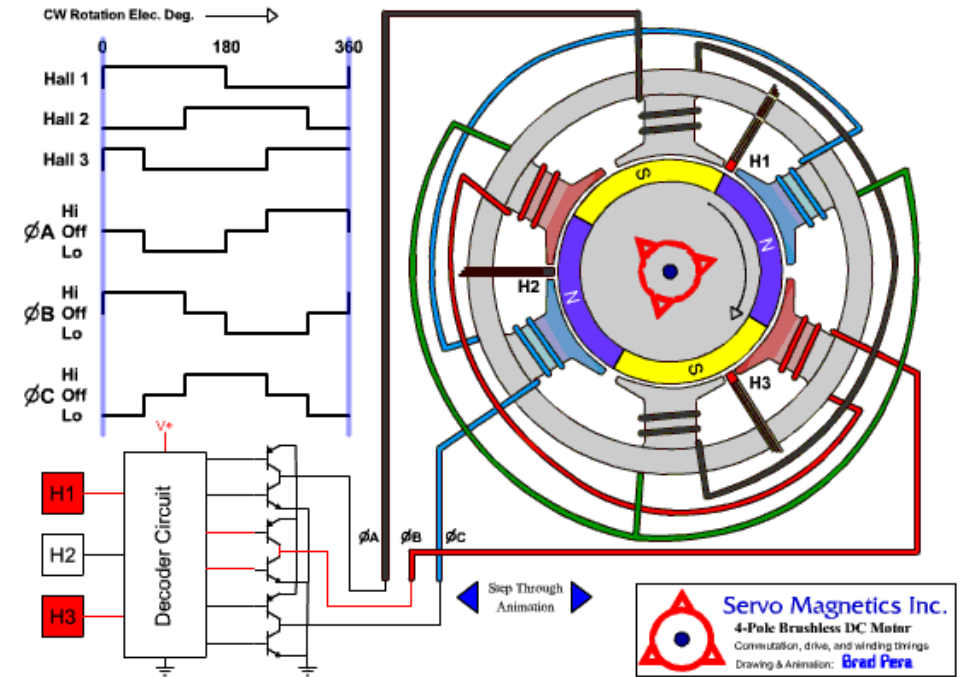 CW Rotation Elec. Deg.
0 180 360
Hall 1
Hall 2
Hall 3
Hi
ØA Off
Lo
Hi
ØB Off
Lo
Hi
ØC Off
Lo
S
N
N
S
H1
H2
H3
V+
H1
H2
H3
Decoder Circuit
ØA ØB ØC
Step Through
Animation
Servo Magnetics Inc.
4-Pole Brushless DC Motor
Commutation, drive, and winding timings
Drawing & Animation: Brad Pera